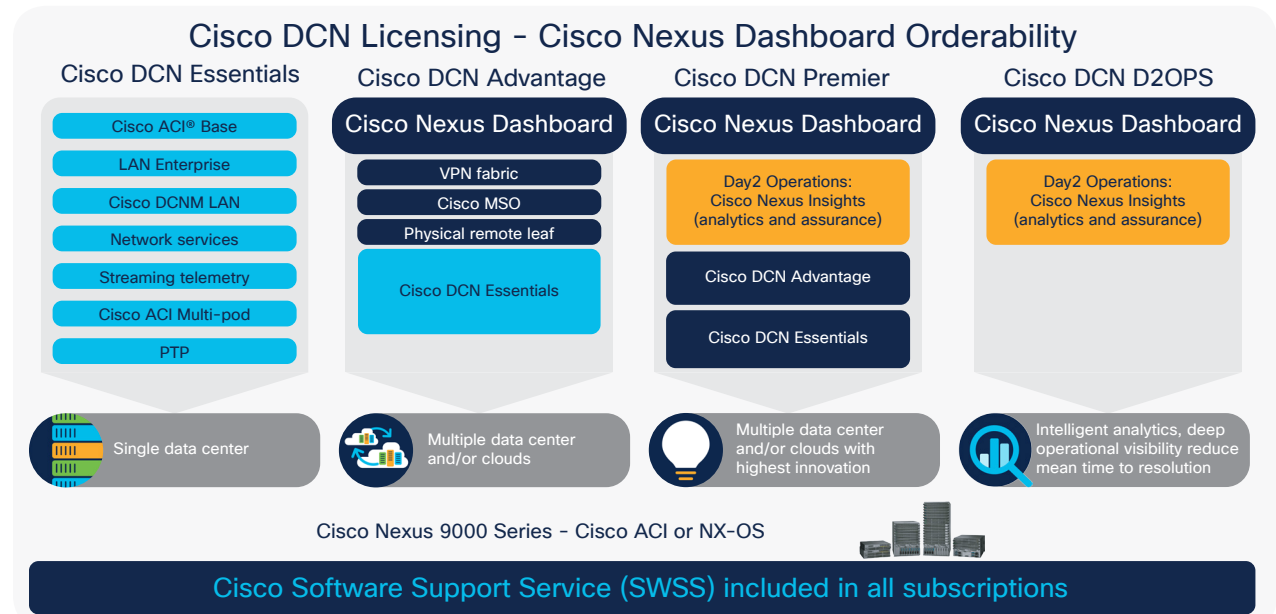 Cisco DCN Licensing - Cisco Nexus Dashboard Orderability
Cisco DCN Essentials
Cisco ACI® Base
LAN Enterprise
Cisco DCNM LAN
Network services
Streaming telemetry
Cisco ACI Multi-pod
PTP
Single data center
Cisco DCN Advantage
Cisco Nexus Dashboard
VPN fabric
Cisco MSO
Physical remote leaf
Cisco DCN Essentials
Multiple data center
and/or clouds
Cisco DCN Premier
Cisco Nexus Dashboard
Day2 Operations:
Cisco Nexus Insights
(analytics and assurance)
Cisco DCN Advantage
Cisco DCN Essentials
Multiple data center
and/or clouds with
highest innovation
Cisco DCN D2OPS
Cisco Nexus Dashboard
Day2 Operations:
Cisco Nexus Insights
(analytics and assurance)
Intelligent analytics, deep
operational visibility reduce
mean time to resolution
Cisco Nexus 9000 Series - Cisco ACI or NX-OS
Cisco Software Support Service (SWSS) included in all subscriptions